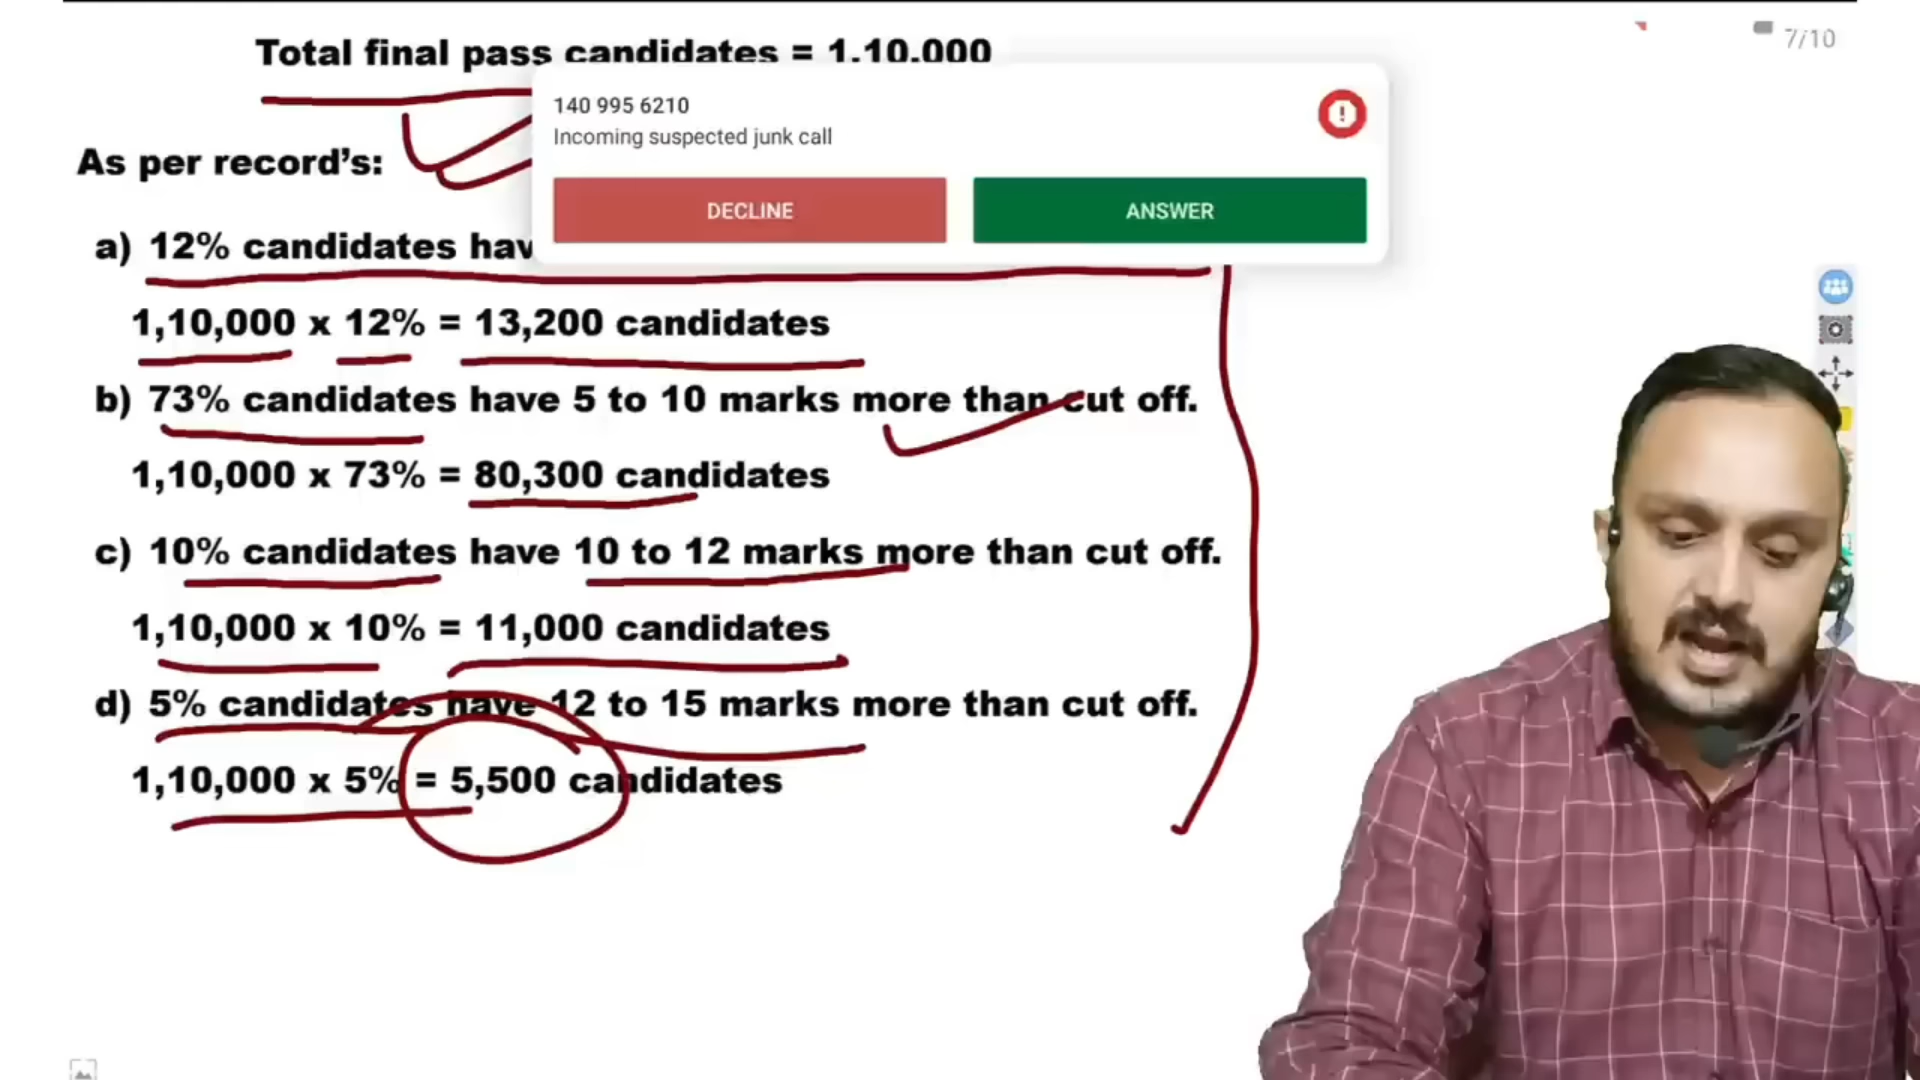 Total final pass candidates = 1,10,000
7/10
140 995 6210
Incoming suspected junk call
DECLINE
ANSWER
As per record's:
a) 12% candidates hav
1,10,000 x 12% = 13,200 candidates
b) 73% candidates have 5 to 10 marks more than cut off.
1,10,000 x 73% = 80,300 candidates
c) 10% candidates have 10 to 12 marks more than cut off.
1,10,000 x 10% = 11,000 candidates
d) 5% candidates have 12 to 15 marks more than cut off.
1,10,000 x 5% = 5,500 candidates